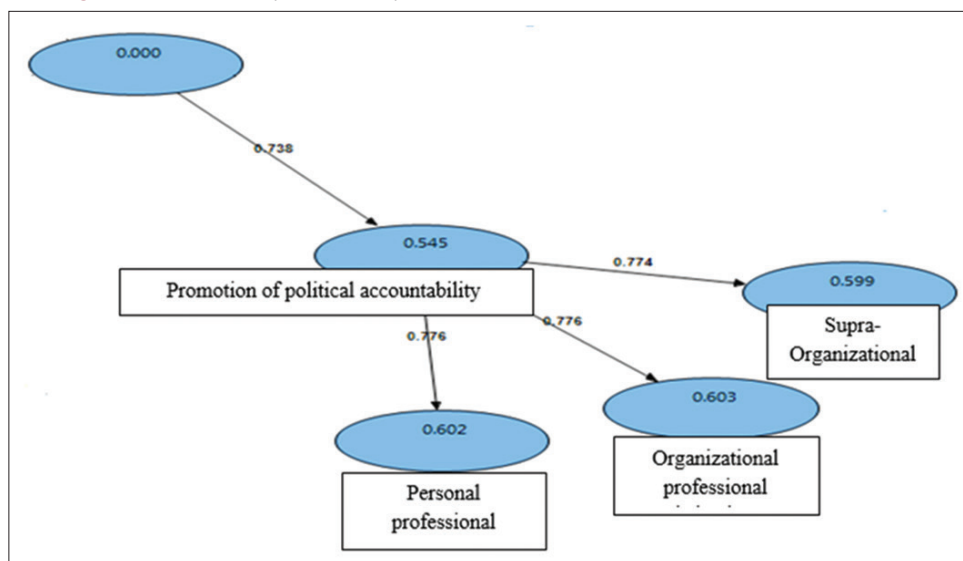 0.000
0.738
0.545
Promotion of political accountability
0.774
0.599
Supra-
Organizational
0.776
0.776
0.602
Personal
professional
0.603
Organizational
professional